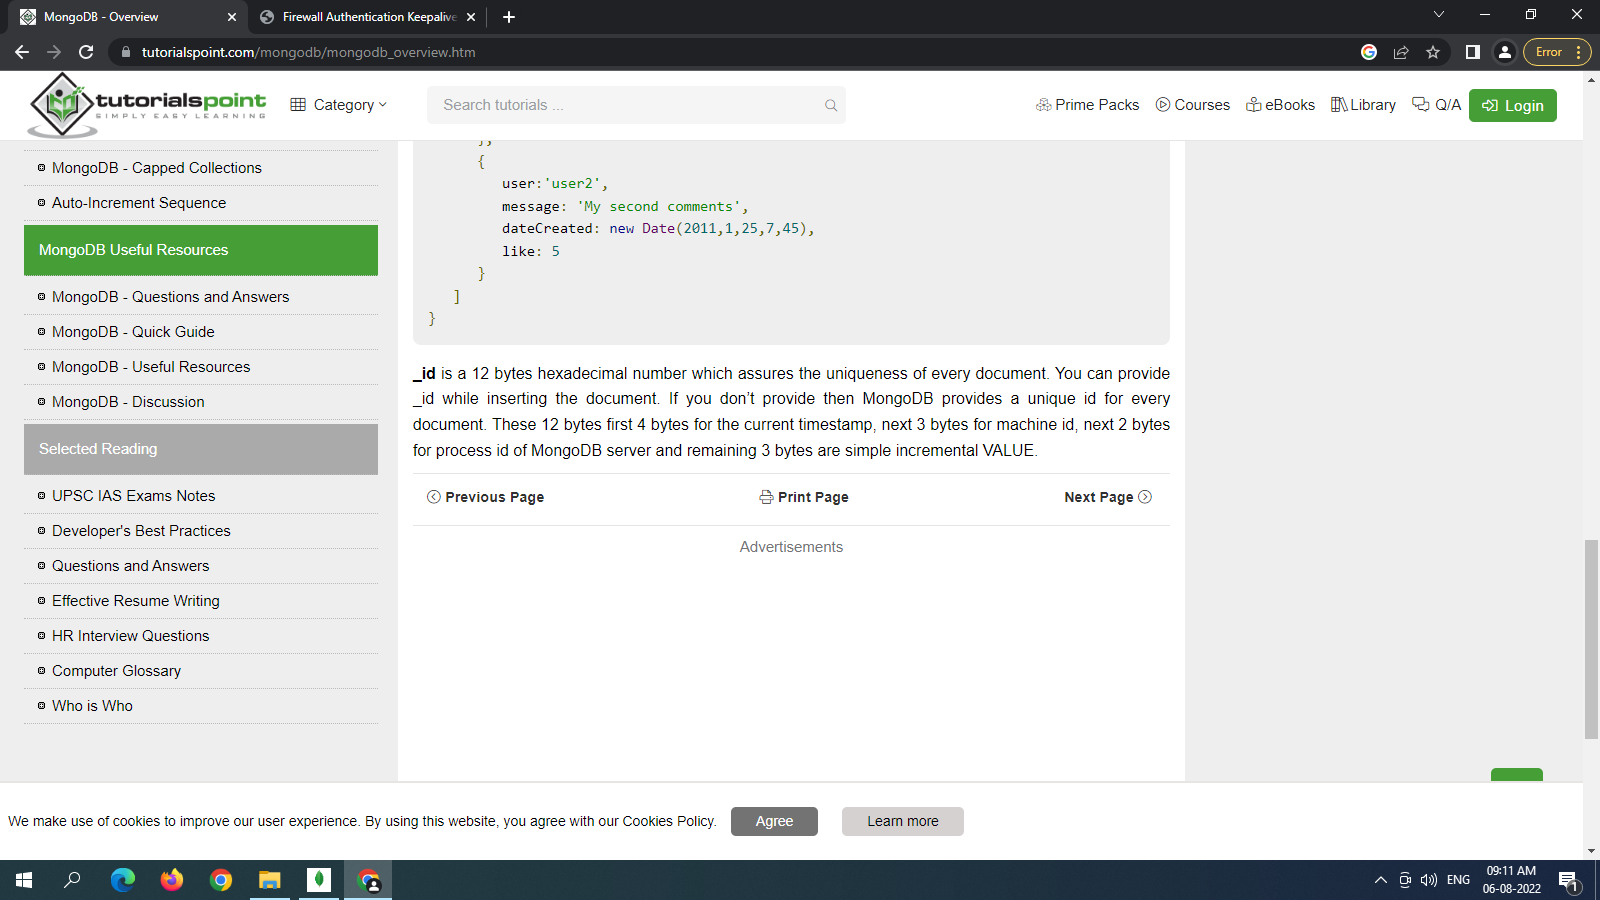 MongoDB - Overview
Firewall Authentication Keepalive
tutorialspoint.com/mongodb/mongodb_overview.htm
Error
tutorialspoint
SIMPLY EASY LEARNING
Category
Search tutorials ...
Prime Packs
Courses
eBooks
Library
Q/A
Login
MongoDB - Capped Collections
Auto-Increment Sequence
MongoDB Useful Resources
MongoDB - Questions and Answers
MongoDB - Quick Guide
MongoDB - Useful Resources
MongoDB - Discussion
Selected Reading
UPSC IAS Exams Notes
Developer's Best Practices
Questions and Answers
Effective Resume Writing
HR Interview Questions
Computer Glossary
Who is Who
},
{
user:'user2',
message: 'My second comments',
dateCreated: new Date(2011,1,25,7,45),
like: 5
}
]
}
_id is a 12 bytes hexadecimal number which assures the uniqueness of every document. You can provide
_id while inserting the document. If you don’t provide then MongoDB provides a unique id for every
document. These 12 bytes first 4 bytes for the current timestamp, next 3 bytes for machine id, next 2 bytes
for process id of MongoDB server and remaining 3 bytes are simple incremental VALUE.
Previous Page
Print Page
Next Page
Advertisements
We make use of cookies to improve our user experience. By using this website, you agree with our Cookies Policy.
Agree
Learn more
ENG
09:11 AM
06-08-2022
1